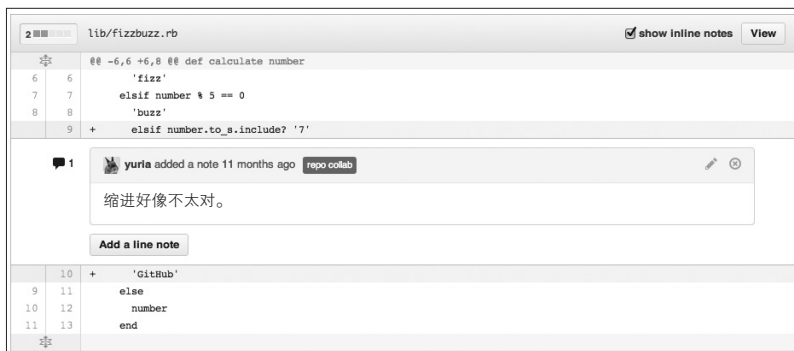 2 lib/fizzbuzz.rb show inline notes View
@@ -6,6 +6,8 @@ def calculate number
6 6 'fizz'
7 7 elsif number % 5 == 0
8 8 'buzz'
9 + elsif number.to_s.include? '7'
1 yuria added a note 11 months ago repo collab
缩进好像不太对。
Add a line note
10 + 'GitHub'
9 11 else
10 12 number
11 13 end